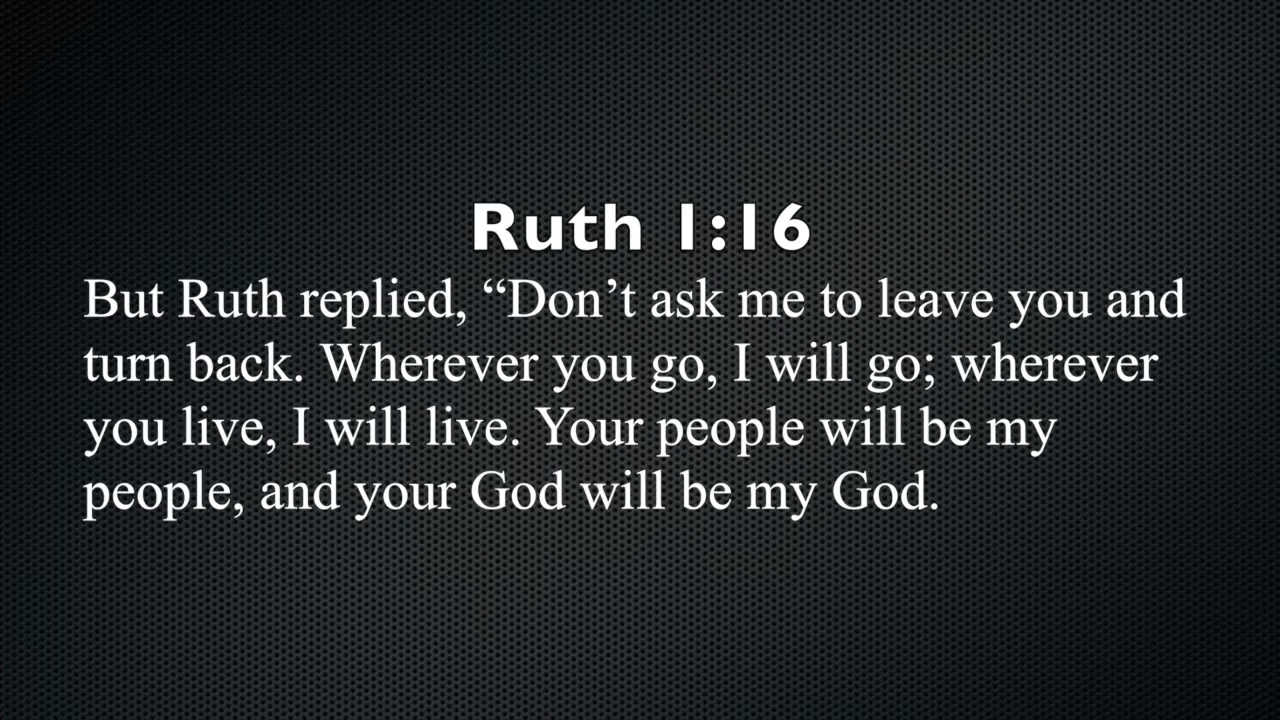 Ruth 1:16
But Ruth replied, “Don’t ask me to leave you and
turn back. Wherever you go, I will go; wherever
you live, I will live. Your people will be my
people, and your God will be my God.